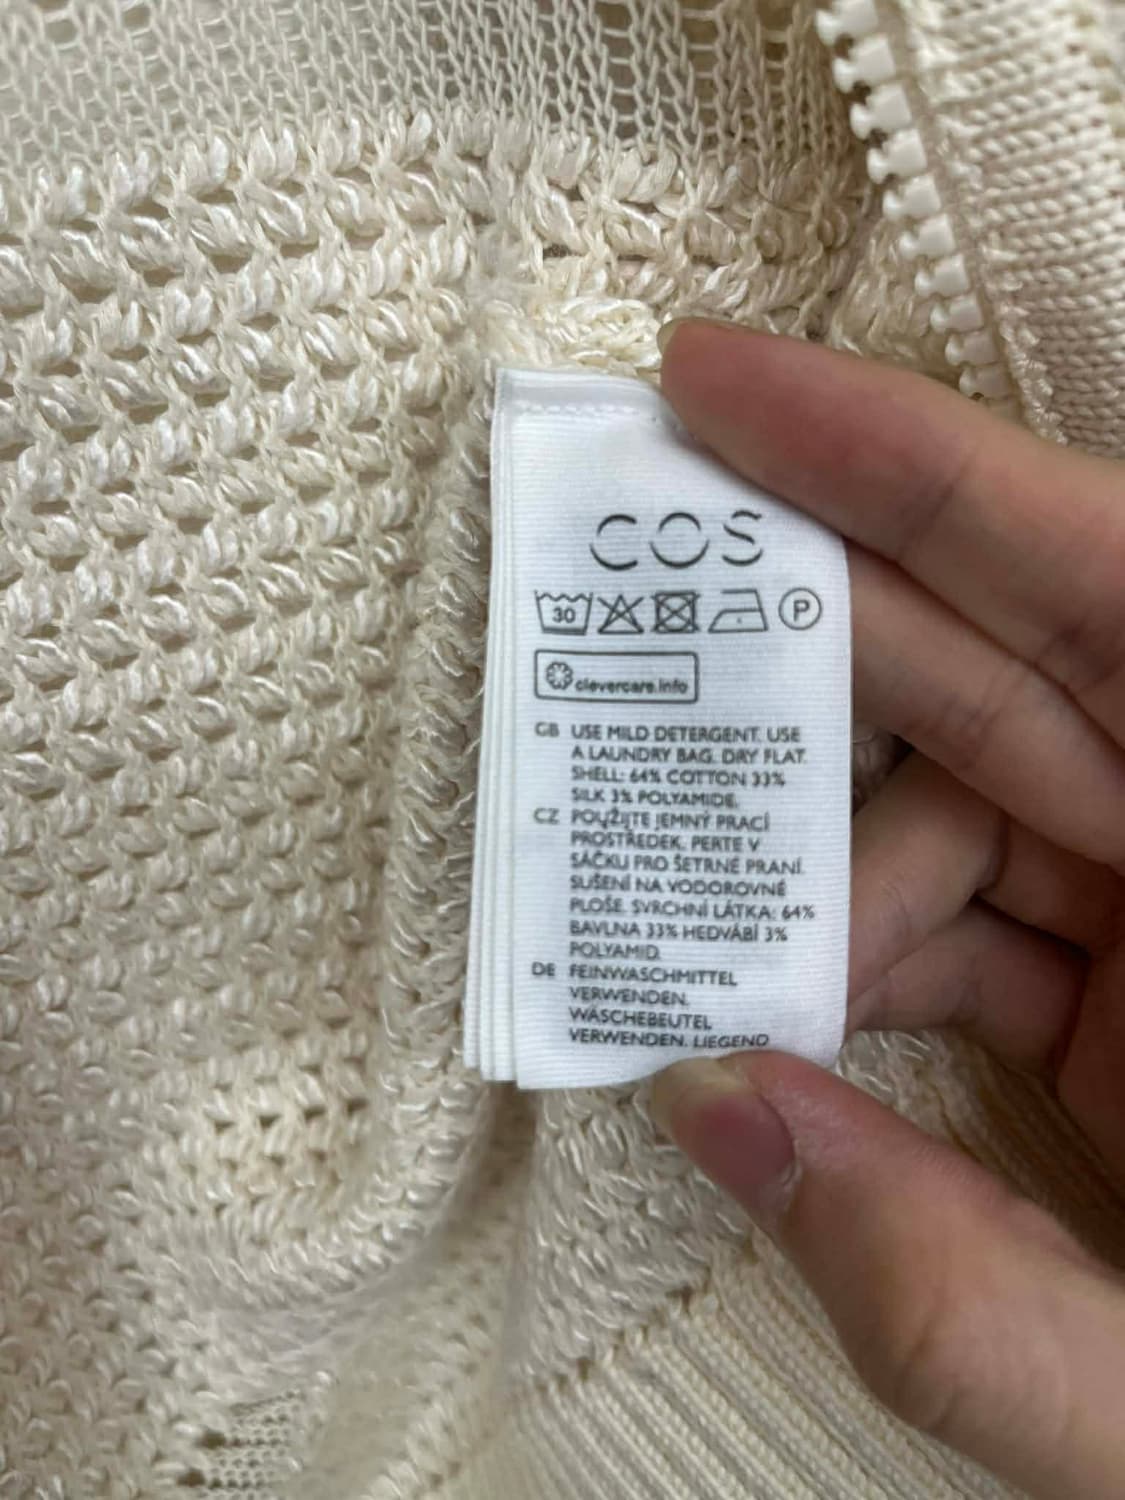 COS
30 P
clevercare.info
GB USE MILD DETERGENT. USE
A LAUNDRY BAG. DRY FLAT.
SHELL: 64% COTTON 33%
SILK 3% POLYAMIDE.
CZ POUŽIJTE JEMNÝ PRACÍ
PROSTŘEDEK. PERTE V
SÁČKU PRO ŠETRNÉ PRANÍ.
SUŠENÍ NA VODOROVNÉ
PLOŠE. SVRCHNÍ LÁTKA: 64%
BAVLNA 33% HEDVÁBÍ 3%
POLYAMID.
DE FEINWASCHMITTEL
VERWENDEN.
WÄSCHEBEUTEL
VERWENDEN. LIEGEND